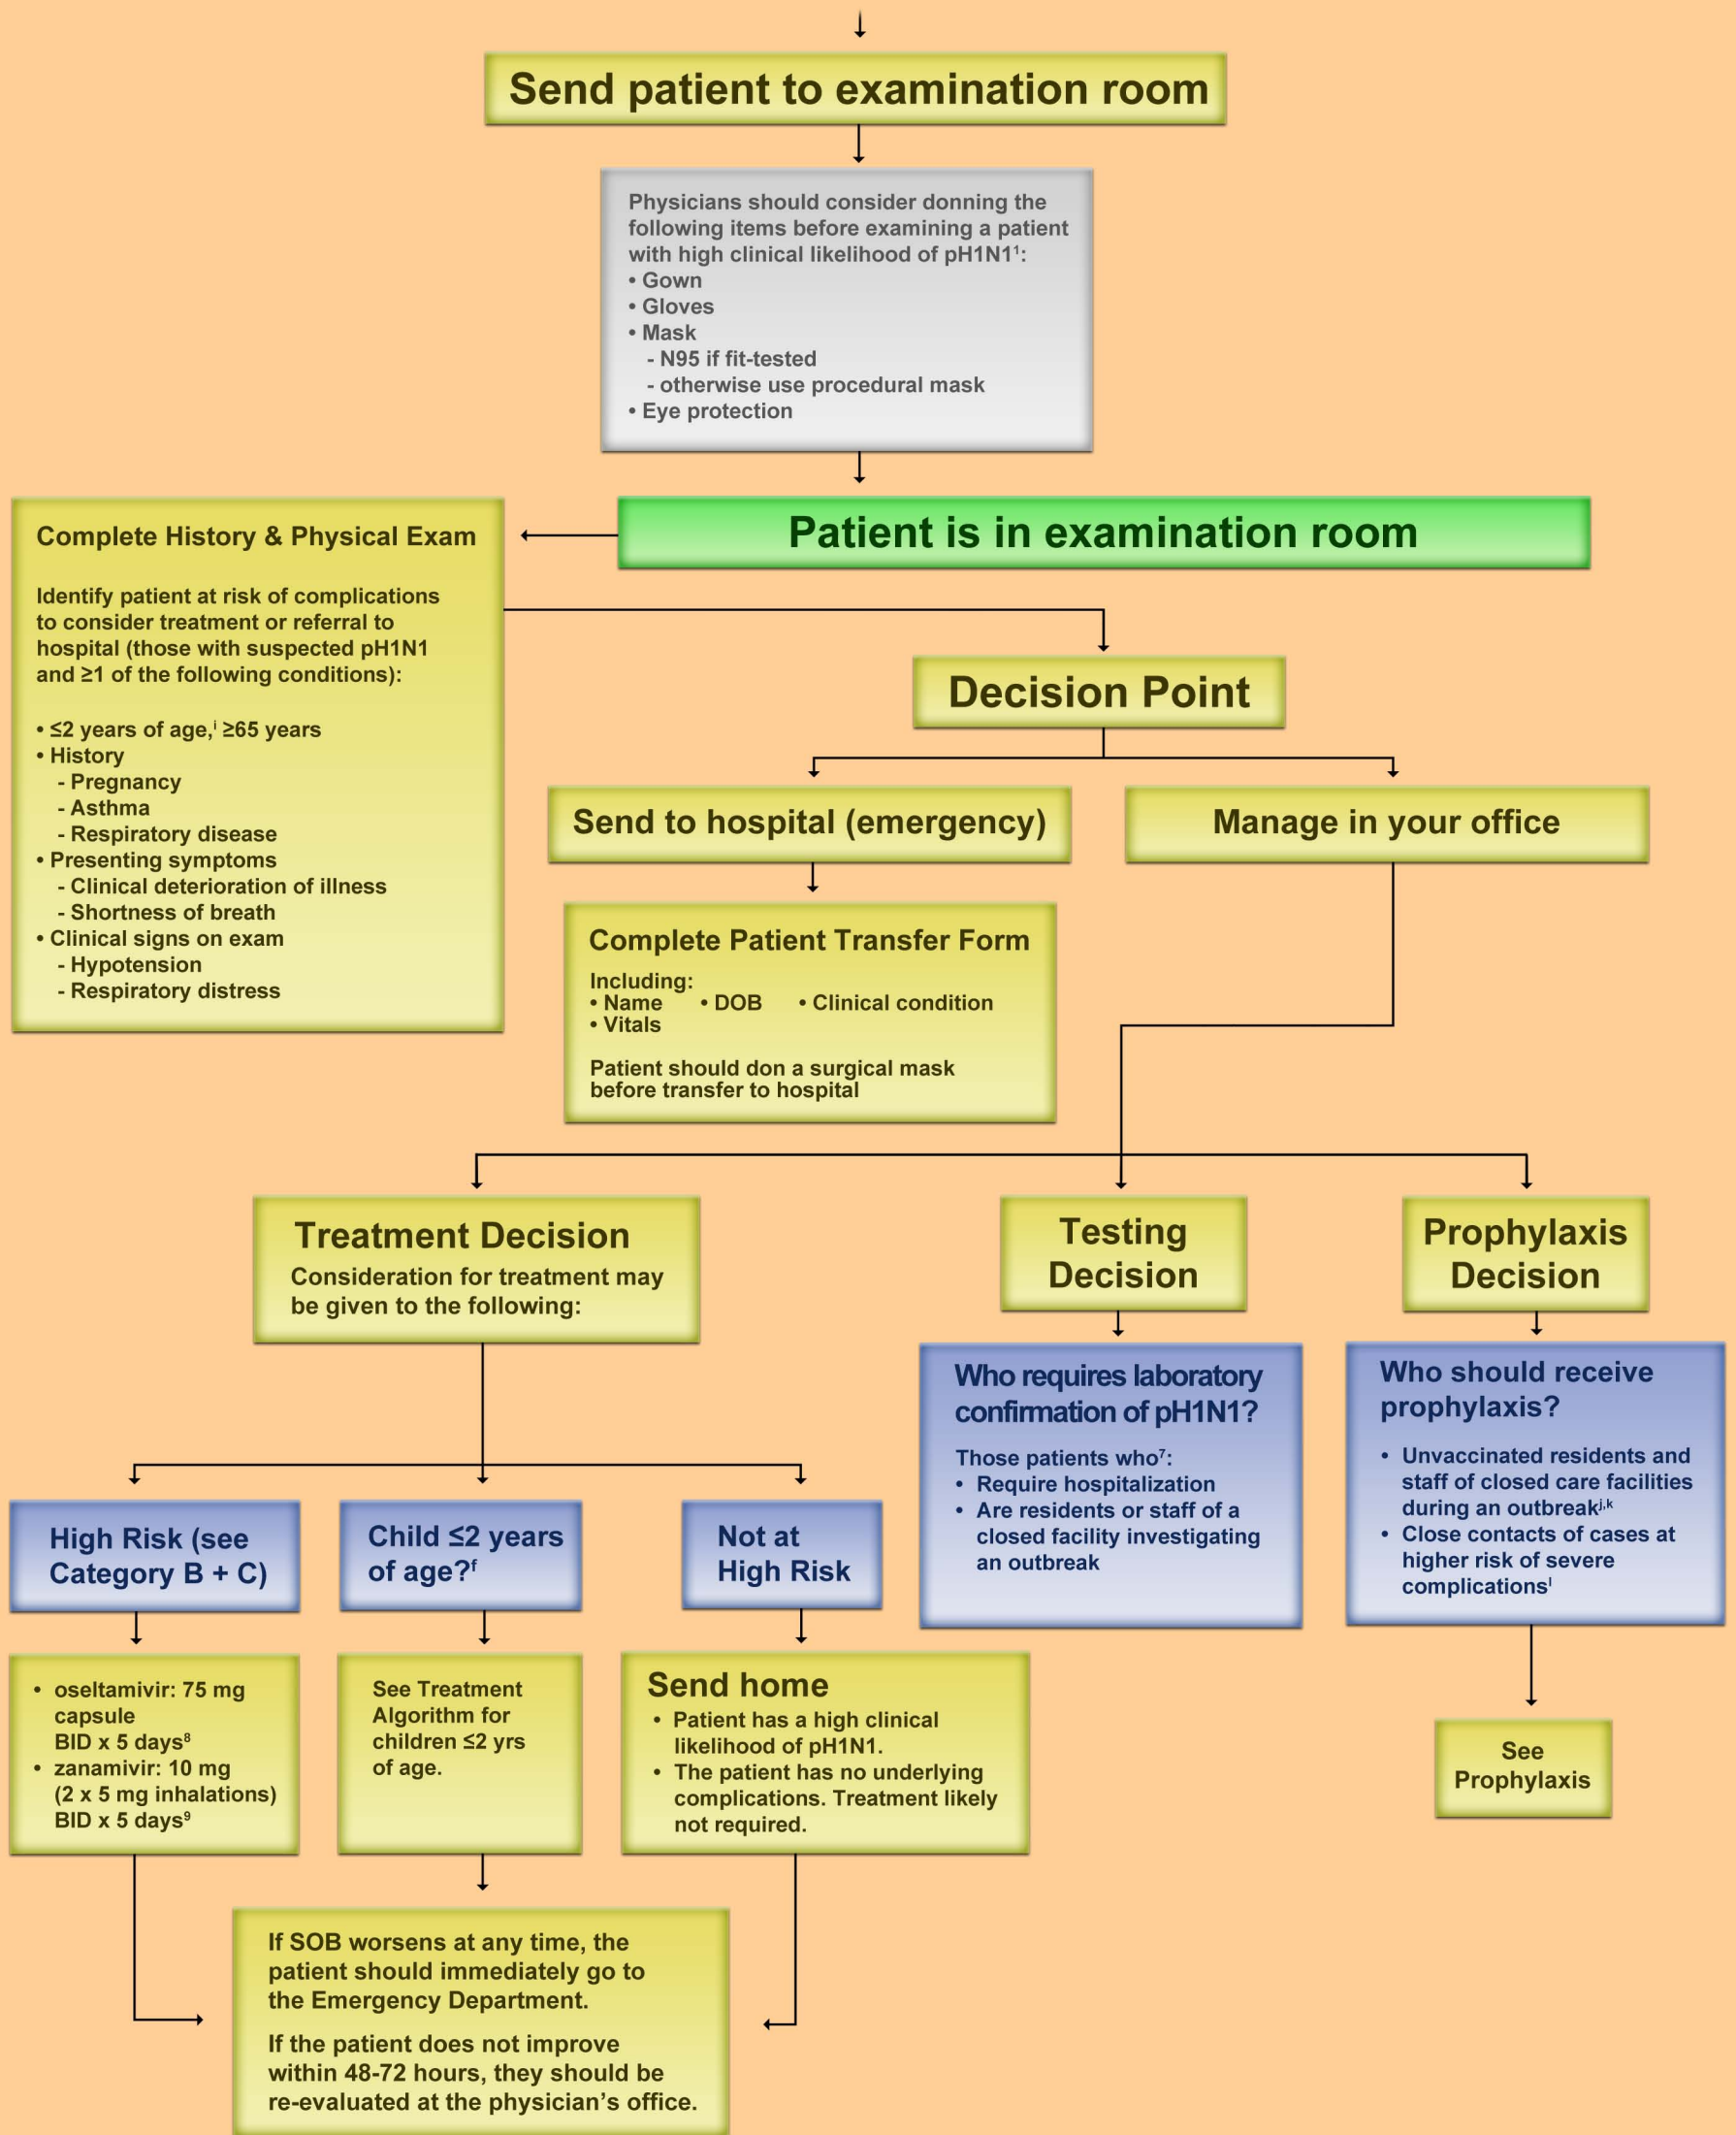 Send patient to examination room
Physicians should consider donning the
following items before examining a patient
with high clinical likelihood of pH1N1¹:
• Gown
• Gloves
• Mask
- N95 if fit-tested
- otherwise use procedural mask
• Eye protection
Patient is in examination room
Complete History & Physical Exam
Identify patient at risk of complications
to consider treatment or referral to
hospital (those with suspected pH1N1
and ≥1 of the following conditions):
• ≤2 years of age,ⁱ ≥65 years
• History
- Pregnancy
- Asthma
- Respiratory disease
• Presenting symptoms
- Clinical deterioration of illness
- Shortness of breath
• Clinical signs on exam
- Hypotension
- Respiratory distress
Decision Point
Send to hospital (emergency)
Manage in your office
Complete Patient Transfer Form
Including:
• Name • DOB • Clinical condition
• Vitals
Patient should don a surgical mask
before transfer to hospital
Treatment Decision
Consideration for treatment may
be given to the following:
Testing
Decision
Prophylaxis
Decision
Who requires laboratory
confirmation of pH1N1?
Those patients who⁷:
• Require hospitalization
• Are residents or staff of a
closed facility investigating
an outbreak
Who should receive
prophylaxis?
• Unvaccinated residents and
staff of closed care facilities
during an outbreakʲ,ᵏ
• Close contacts of cases at
higher risk of severe
complicationsˡ
High Risk (see
Category B + C)
Child ≤2 years
of age?ᶠ
Not at
High Risk
• oseltamivir: 75 mg
capsule
BID x 5 days⁸
• zanamivir: 10 mg
(2 x 5 mg inhalations)
BID x 5 days⁹
See Treatment
Algorithm for
children ≤2 yrs
of age.
Send home
• Patient has a high clinical
likelihood of pH1N1.
• The patient has no underlying
complications. Treatment likely
not required.
See
Prophylaxis
If SOB worsens at any time, the
patient should immediately go to
the Emergency Department.
If the patient does not improve
within 48-72 hours, they should be
re-evaluated at the physician's office.